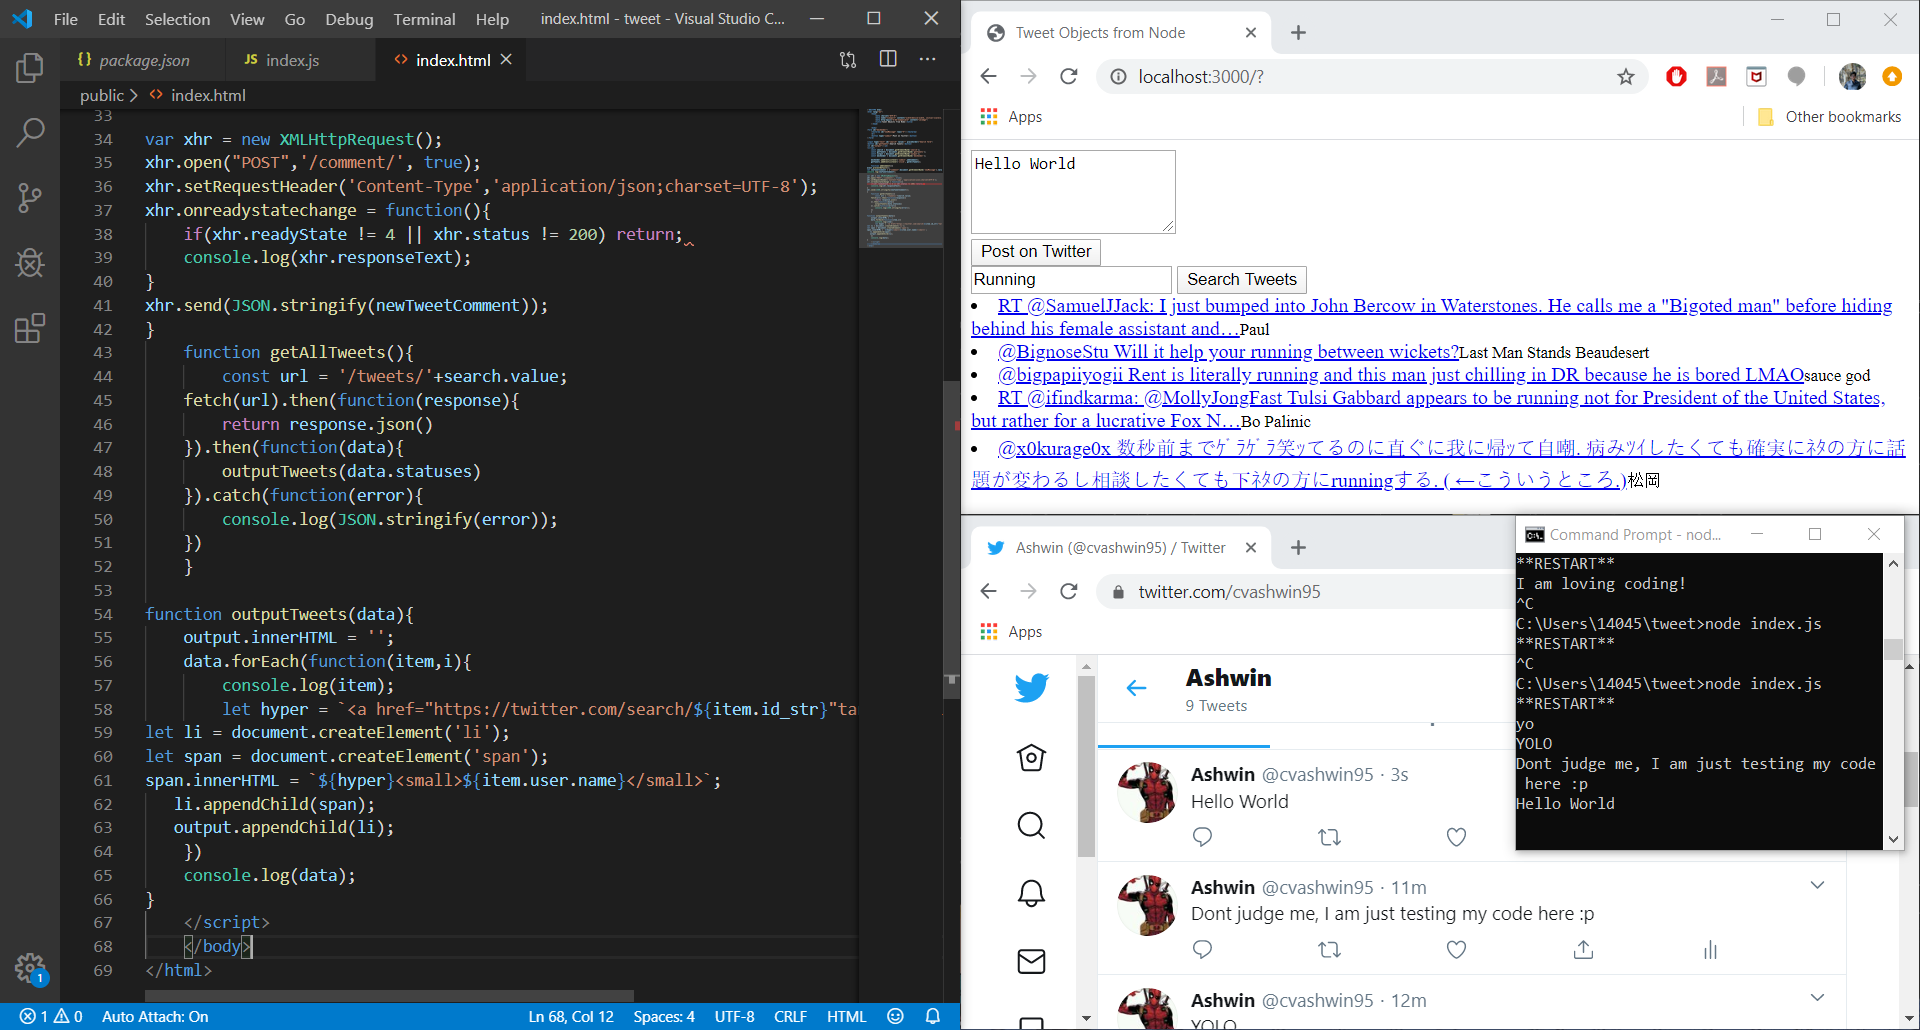 File Edit Selection View Go Debug Terminal Help index.html - tweet - Visual Studio C...
package.json
JS index.js
index.html
public > index.html
33
34 var xhr = new XMLHttpRequest();
35 xhr.open("POST",'/comment/', true);
36 xhr.setRequestHeader('Content-Type','application/json;charset=UTF-8');
37 xhr.onreadystatechange = function(){
38 if(xhr.readyState != 4 || xhr.status != 200) return;
39 console.log(xhr.responseText);
40 }
41 xhr.send(JSON.stringify(newTweetComment));
42 }
43 function getAllTweets(){
44 const url = '/tweets/'+search.value;
45 fetch(url).then(function(response){
46 return response.json()
47 }).then(function(data){
48 outputTweets(data.statuses)
49 }).catch(function(error){
50 console.log(JSON.stringify(error));
51 })
52 }
53
54 function outputTweets(data){
55 output.innerHTML = '';
56 data.forEach(function(item,i){
57 console.log(item);
58 let hyper = `<a href="https://twitter.com/search/${item.id_str}"ta
59 let li = document.createElement('li');
60 let span = document.createElement('span');
61 span.innerHTML = `${hyper}<small>${item.user.name}</small>`;
62 li.appendChild(span);
63 output.appendChild(li);
64 })
65 console.log(data);
66 }
67 </script>
68 </body>
69 </html>
1
1 0 Auto Attach: On Ln 68, Col 12 Spaces: 4 UTF-8 CRLF HTML
Tweet Objects from Node
localhost:3000/?
Apps
Other bookmarks
Hello World
Post on Twitter
Running Search Tweets
RT @SamuelJJack: I just bumped into John Bercow in Waterstones. He calls me a "Bigoted man" before hiding
behind his female assistant and…Paul
@BignoseStu Will it help your running between wickets?Last Man Stands Beaudesert
@bigpapiiyogii Rent is literally running and this man just chilling in DR because he is bored LMAOsauce god
RT @ifindkarma: @MollyJongFast Tulsi Gabbard appears to be running not for President of the United States,
but rather for a lucrative Fox N…Bo Palinic
@x0kurage0x 数秒前までｹﾞﾗｹﾞﾗ笑ｯてるのに直ぐに我に帰ｯて自嘲. 病みﾂｲしたくても確実にﾈﾀの方に話
題が変わるし相談したくても下ﾈﾀの方にrunningする. ( ←こういうところ.)松岡
Ashwin (@cvashwin95) / Twitter
twitter.com/cvashwin95
Apps
Ashwin
9 Tweets
Ashwin @cvashwin95 · 3s
Hello World
Ashwin @cvashwin95 · 11m
Dont judge me, I am just testing my code here :p
Ashwin @cvashwin95 · 12m
YOLO
Command Prompt - nod...
**RESTART**
I am loving coding!
^C
C:\Users\14045\tweet>node index.js
**RESTART**
^C
C:\Users\14045\tweet>node index.js
**RESTART**
yo
YOLO
Dont judge me, I am just testing my code
here :p
Hello World